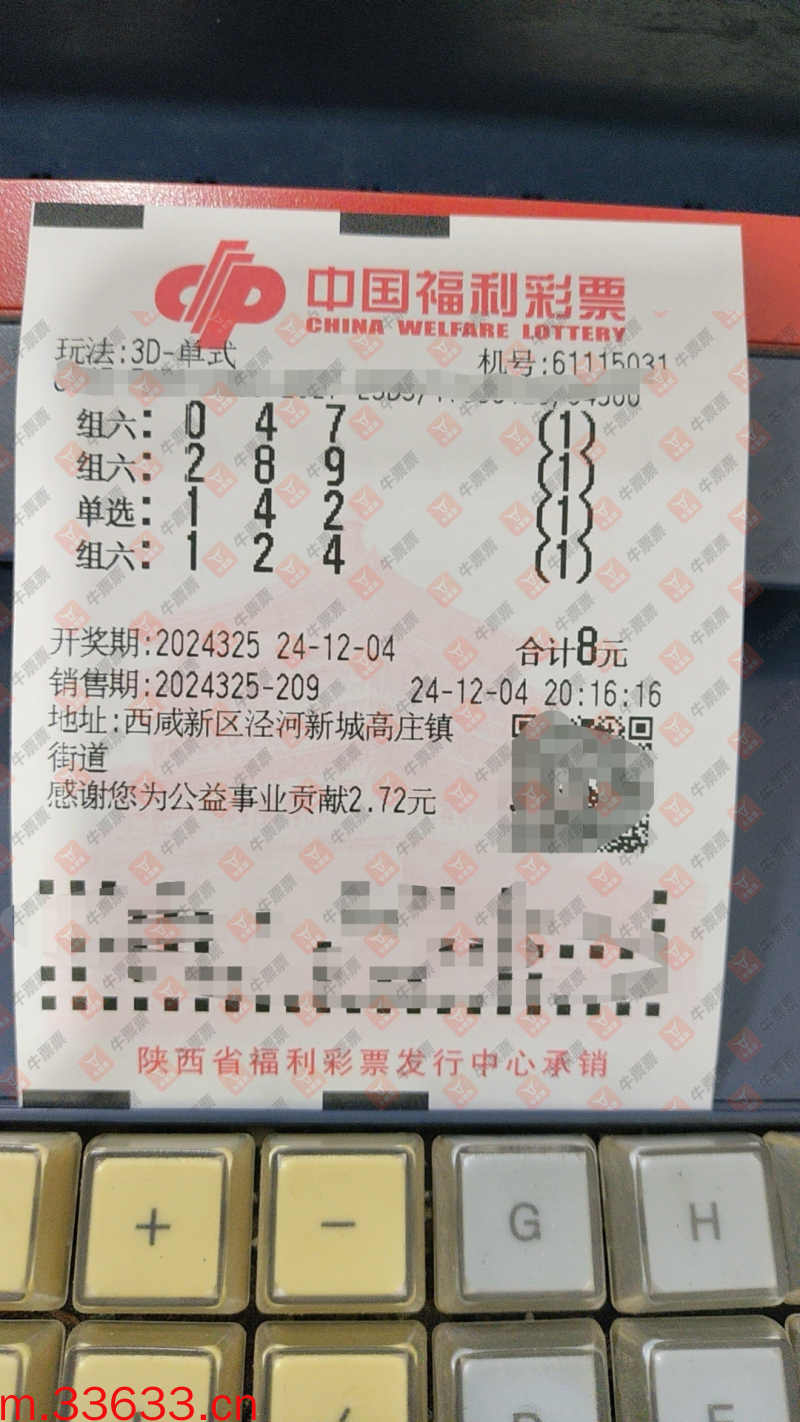 中国福利彩票
CHINA WELFARE LOTTERY
玩法:3D-单式 机号:61115031
组六: 0 4 7 (1)
组六: 2 8 9 (1)
单选: 1 4 2 (1)
组六: 1 2 4 (1)
开奖期:2024325 24-12-04 合计8元
销售期:2024325-209 24-12-04 20:16:16
地址:西咸新区泾河新城高庄镇
街道
感谢您为公益事业贡献2.72元
陕西省福利彩票发行中心承销
牛票票
+ − G H
m.33633.cn